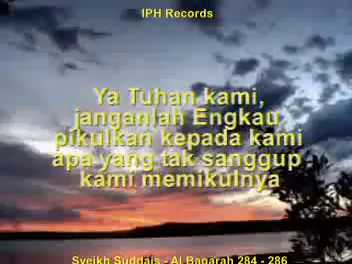 IPH Records
Ya Tuhan kami,
janganlah Engkau
pikulkan kepada kami
apa yang tak sanggup
kami memikulnya
Syeikh Suddais - Al Baqarah 284 - 286